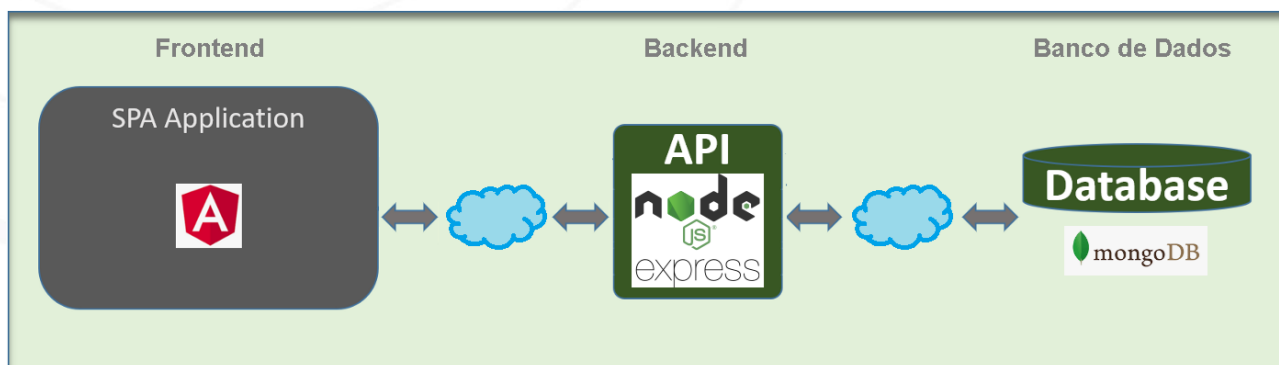 Frontend
Backend
Banco de Dados
SPA Application
A
API
node
JS
express
Database
mongoDB